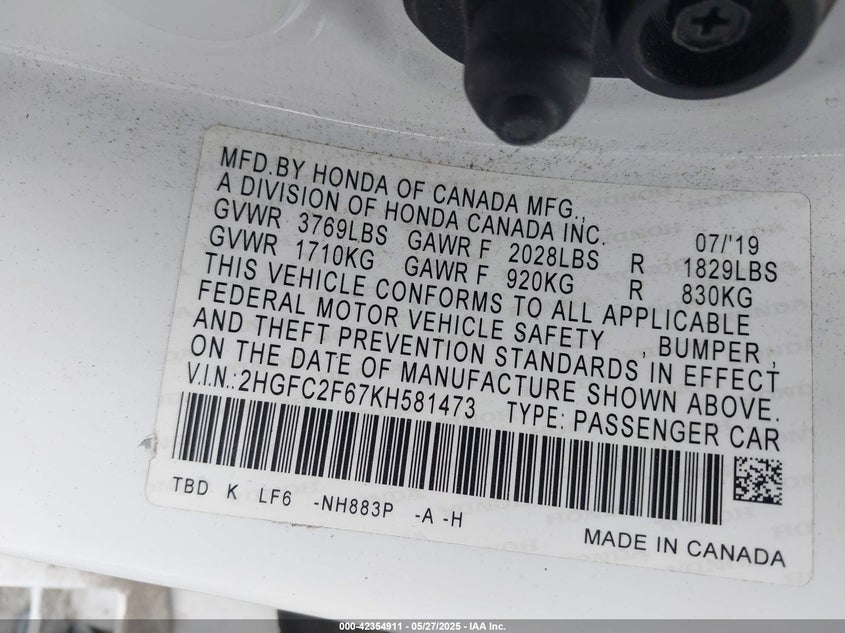 MFD.BY HONDA OF CANADA MFG.,
A DIVISION OF HONDA CANADA INC. 07/'19
GVWR 3769LBS GAWR F 2028LBS R 1829LBS
GVWR 1710KG GAWR F 920KG R 830KG
THIS VEHICLE CONFORMS TO ALL APPLICABLE
FEDERAL MOTOR VEHICLE SAFETY , BUMPER ,
AND THEFT PREVENTION STANDARDS IN EFFECT
ON THE DATE OF MANUFACTURE SHOWN ABOVE.
V.I.N.:2HGFC2F67KH581473 TYPE: PASSENGER CAR
TBD K LF6 -NH883P -A -H
MADE IN CANADA
000-42354911 — 05/27/2025 — IAA Inc.